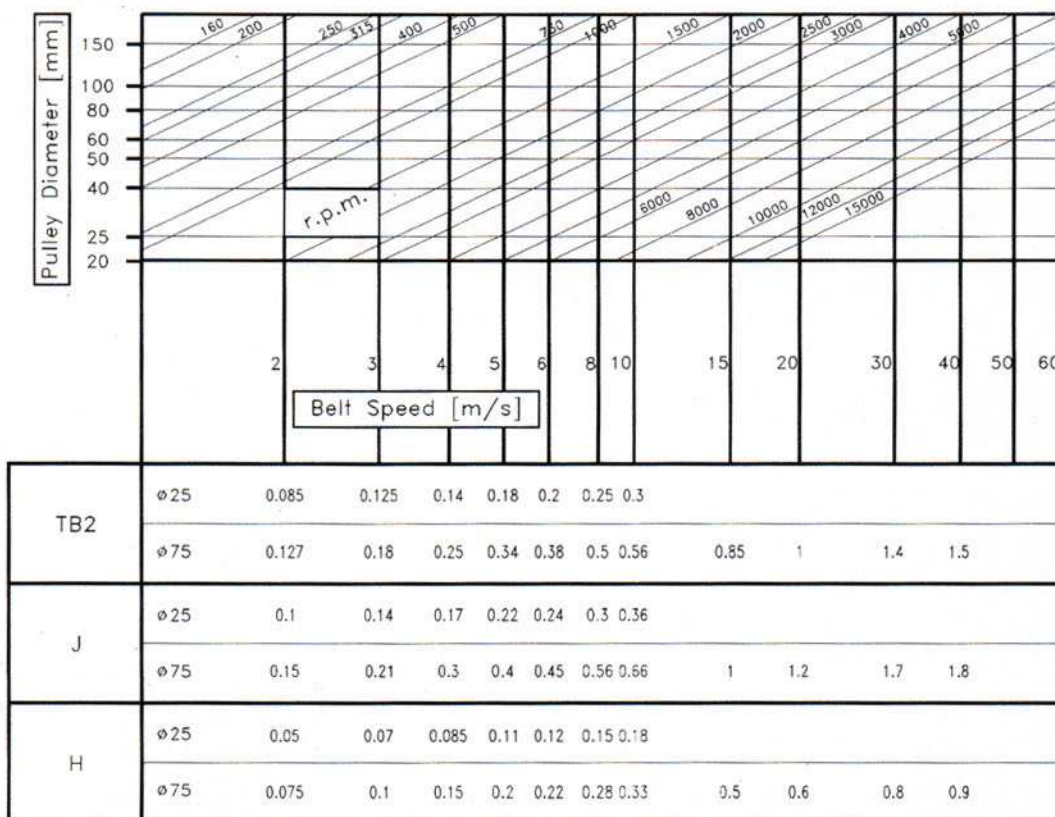 Pulley Diameter [mm]
160 200 250 315 400 500 750 1000 1500 2000 2500 3000 4000 5000
150
100
80
60
50
40
25
20
r.p.m.
6000 8000 10000 12000 15000
2 3 4 5 6 8 10 15 20 30 40 50 60
Belt Speed [m/s]
TB2
ø25 0.085 0.125 0.14 0.18 0.2 0.25 0.3
ø75 0.127 0.18 0.25 0.34 0.38 0.5 0.56 0.85 1 1.4 1.5
J
ø25 0.1 0.14 0.17 0.22 0.24 0.3 0.36
ø75 0.15 0.21 0.3 0.4 0.45 0.56 0.66 1 1.2 1.7 1.8
H
ø25 0.05 0.07 0.085 0.11 0.12 0.15 0.18
ø75 0.075 0.1 0.15 0.2 0.22 0.28 0.33 0.5 0.6 0.8 0.9